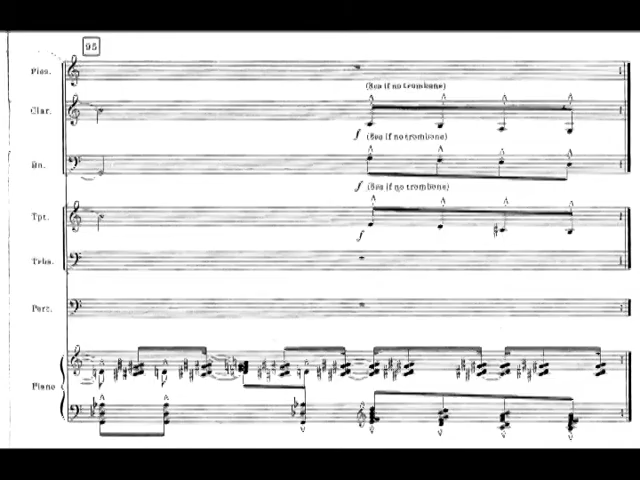 95
Picc.
(8va if no trombone)
Clar.
f (8va if no trombone)
Bn.
f (8va if no trombone)
Tpt.
f
Trbn.
Perc.
Piano